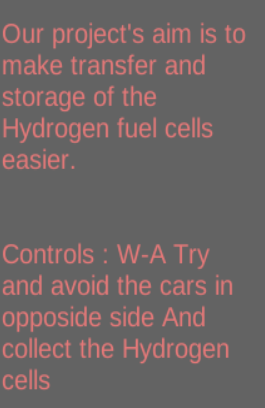 Our project's aim is to
make transfer and
storage of the
Hydrogen fuel cells
easier.
Controls : W-A Try
and avoid the cars in
opposide side And
collect the Hydrogen
cells